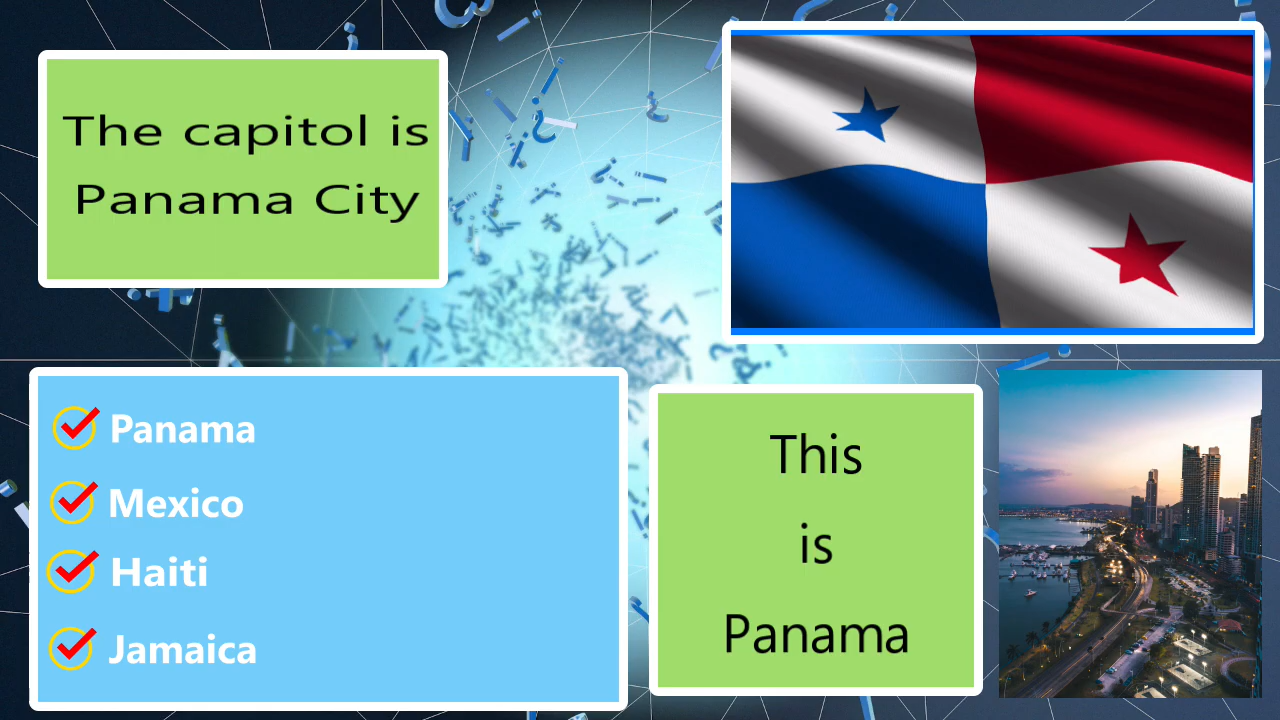 The capitol is
Panama City
Panama
Mexico
Haiti
Jamaica
This
is
Panama